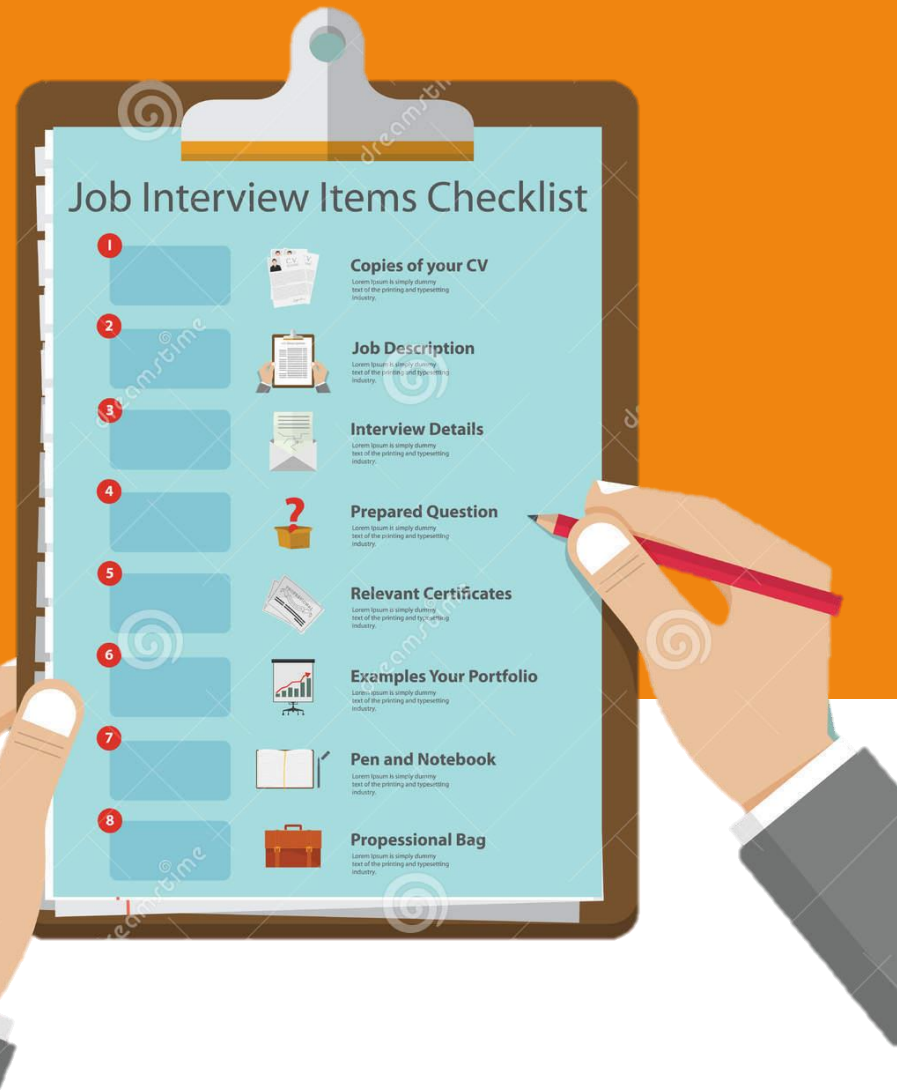 dreamstime
Job Interview Items Checklist
1
CV
Copies of your CV
Lorem Ipsum is simply dummy
text of the printing and typesetting
industry.
2
dreamstime
Job Description
Lorem Ipsum is simply dummy
text of the printing and typesetting
industry.
3
Interview Details
Lorem Ipsum is simply dummy
text of the printing and typesetting
industry.
4
?
Prepared Question
Lorem Ipsum is simply dummy
text of the printing and typesetting
industry.
5
Relevant Certificates
Lorem Ipsum is simply dummy
text of the printing and typesetting
industry.
dreamstime
6
Examples Your Portfolio
Lorem Ipsum is simply dummy
text of the printing and typesetting
industry.
7
Pen and Notebook
Lorem Ipsum is simply dummy
text of the printing and typesetting
industry.
8
Propessional Bag
Lorem Ipsum is simply dummy
text of the printing and typesetting
industry.
dreamstime